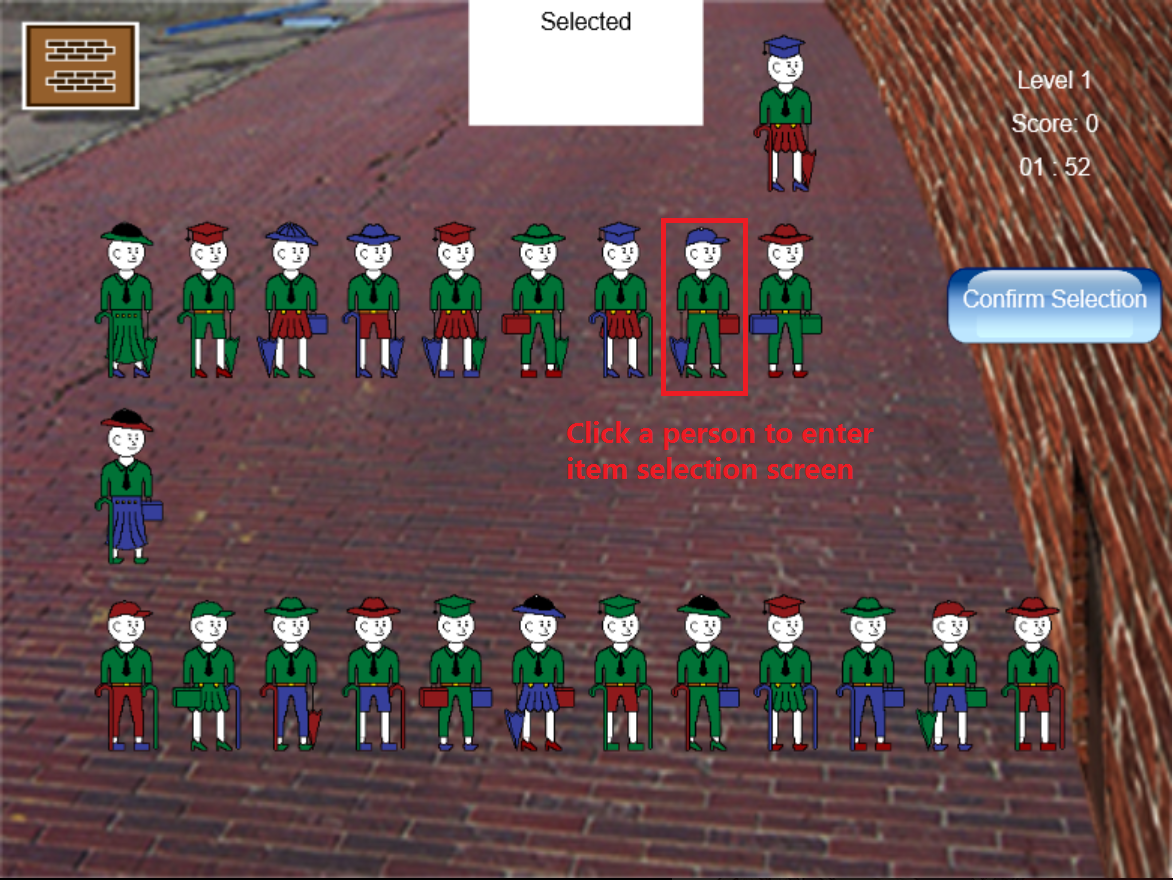 Selected
Level 1
Score: 0
01 : 52
Confirm Selection
Click a person to enter
item selection screen